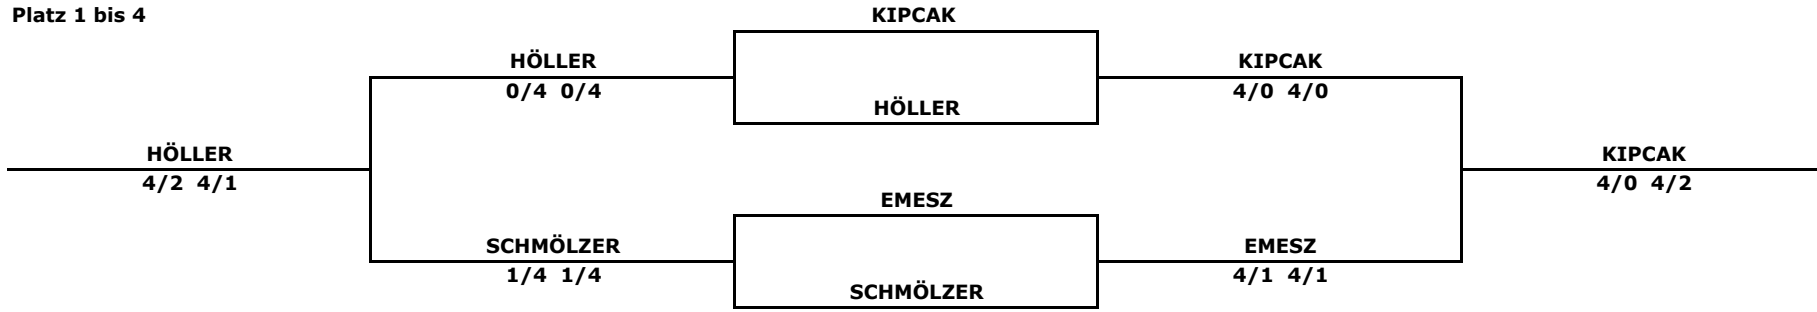 Platz 1 bis 4
KIPCAK
HÖLLER
0/4 0/4
KIPCAK
4/0 4/0
HÖLLER
HÖLLER
4/2 4/1
KIPCAK
4/0 4/2
EMESZ
SCHMÖLZER
1/4 1/4
EMESZ
4/1 4/1
SCHMÖLZER